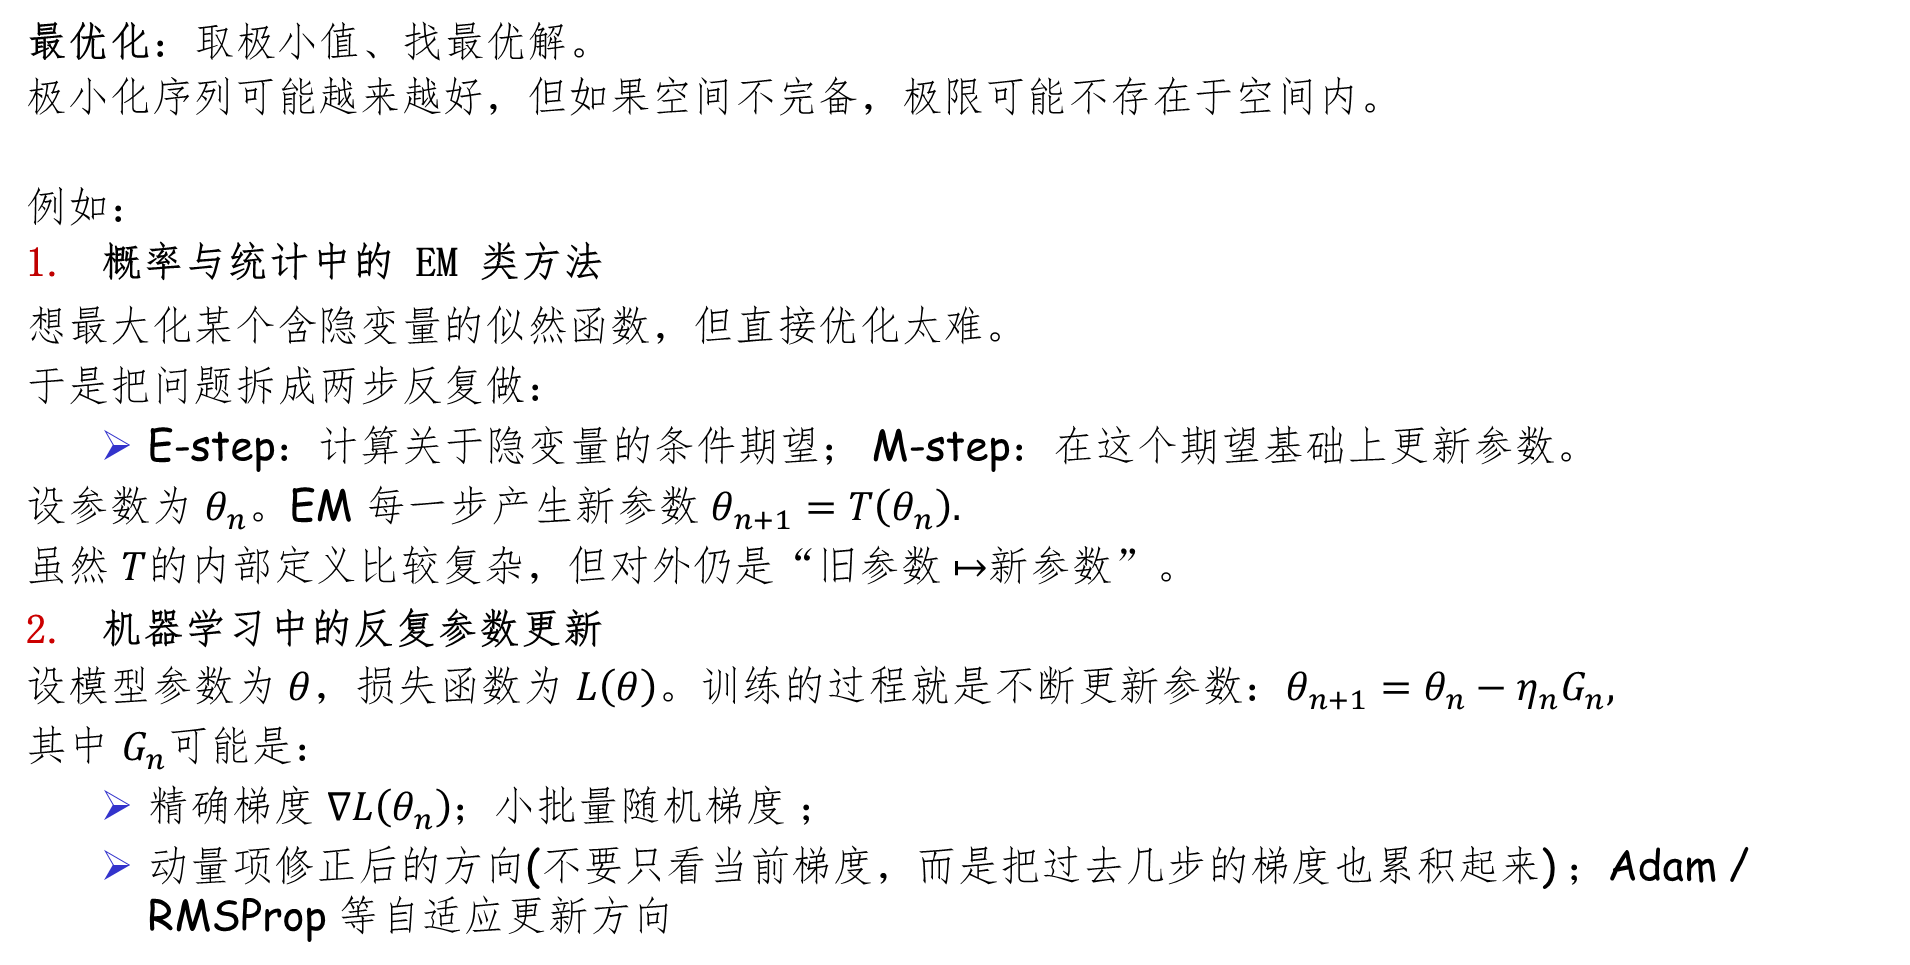 最优化：取极小值、找最优解。
极小化序列可能越来越好，但如果空间不完备，极限可能不存在于空间内。
例如：
1. 概率与统计中的 EM 类方法
想最大化某个含隐变量的似然函数，但直接优化太难。
于是把问题拆成两步反复做：
➢ E-step：计算关于隐变量的条件期望；M-step：在这个期望基础上更新参数。
设参数为 θₙ。EM 每一步产生新参数 θₙ₊₁ = T(θₙ).
虽然 T的内部定义比较复杂，但对外仍是“旧参数 ↦新参数”。
2. 机器学习中的反复参数更新
设模型参数为 θ，损失函数为 L(θ)。训练的过程就是不断更新参数：θₙ₊₁ = θₙ − ηₙGₙ,
其中 Gₙ可能是：
➢ 精确梯度 ∇L(θₙ)；小批量随机梯度；
➢ 动量项修正后的方向(不要只看当前梯度，而是把过去几步的梯度也累积起来)；Adam /
RMSProp 等自适应更新方向